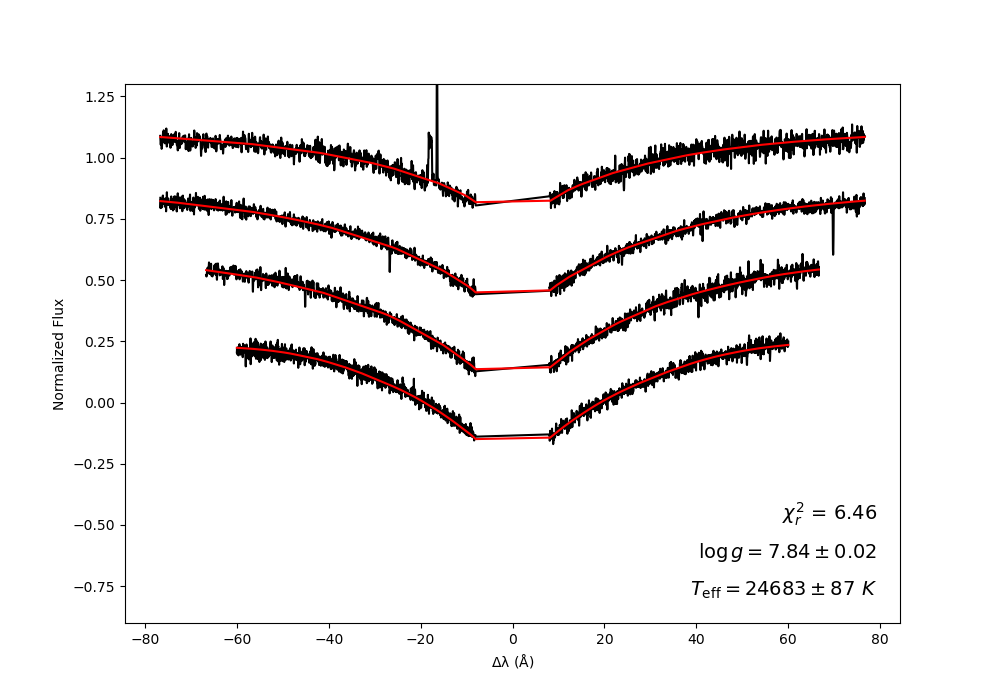 1.25
1.00
0.75
0.50
0.25
0.00
−0.25
−0.50
−0.75
Normalized Flux
χ²ᵣ = 6.46
log g = 7.84 ± 0.02
T_eff = 24683 ± 87 K
−80 −60 −40 −20 0 20 40 60 80
Δλ (Å)